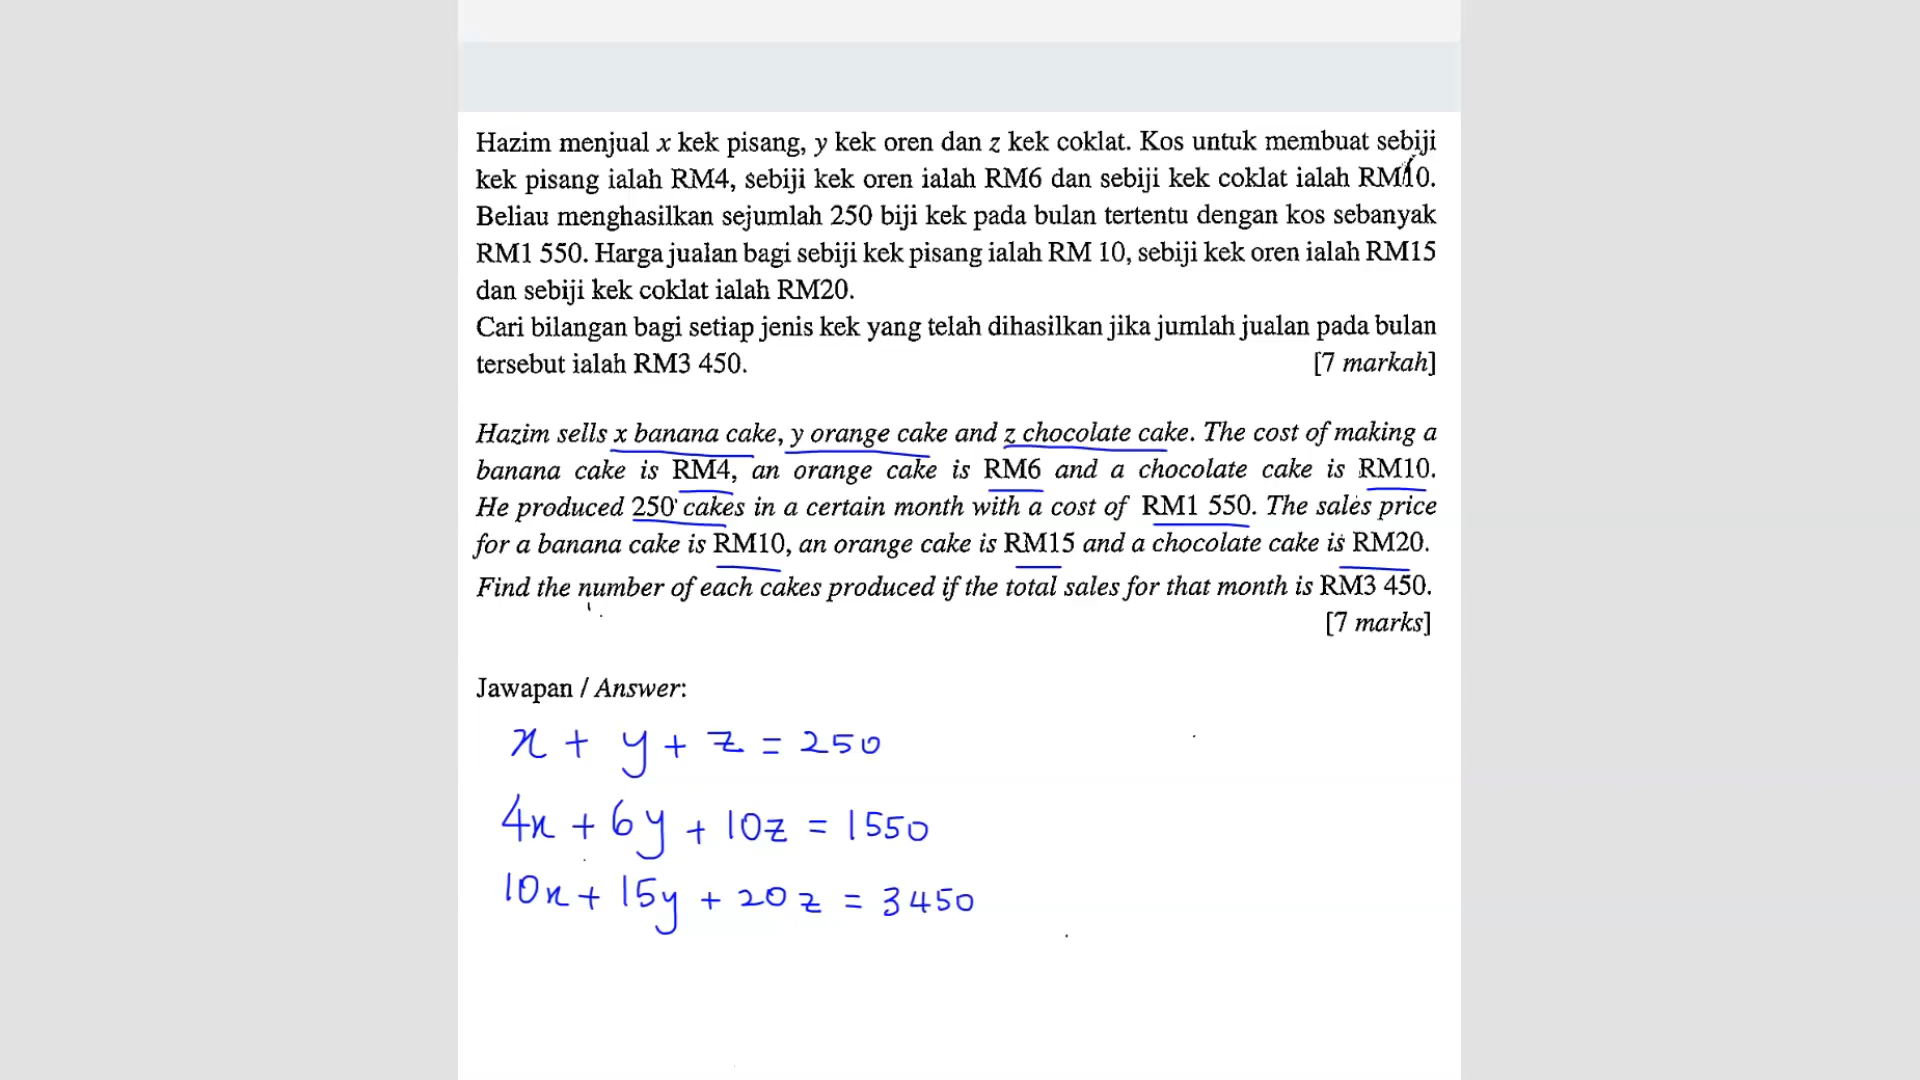 Hazim menjual x kek pisang, y kek oren dan z kek coklat. Kos untuk membuat sebiji
kek pisang ialah RM4, sebiji kek oren ialah RM6 dan sebiji kek coklat ialah RM10.
Beliau menghasilkan sejumlah 250 biji kek pada bulan tertentu dengan kos sebanyak
RM1 550. Harga jualan bagi sebiji kek pisang ialah RM 10, sebiji kek oren ialah RM15
dan sebiji kek coklat ialah RM20.
Cari bilangan bagi setiap jenis kek yang telah dihasilkan jika jumlah jualan pada bulan
tersebut ialah RM3 450. [7 markah]
Hazim sells x banana cake, y orange cake and z chocolate cake. The cost of making a
banana cake is RM4, an orange cake is RM6 and a chocolate cake is RM10.
He produced 250 cakes in a certain month with a cost of RM1 550. The sales price
for a banana cake is RM10, an orange cake is RM15 and a chocolate cake is RM20.
Find the number of each cakes produced if the total sales for that month is RM3 450.
[7 marks]
Jawapan / Answer:
x + y + z = 250
4x + 6y + 10z = 1550
10x + 15y + 20z = 3450